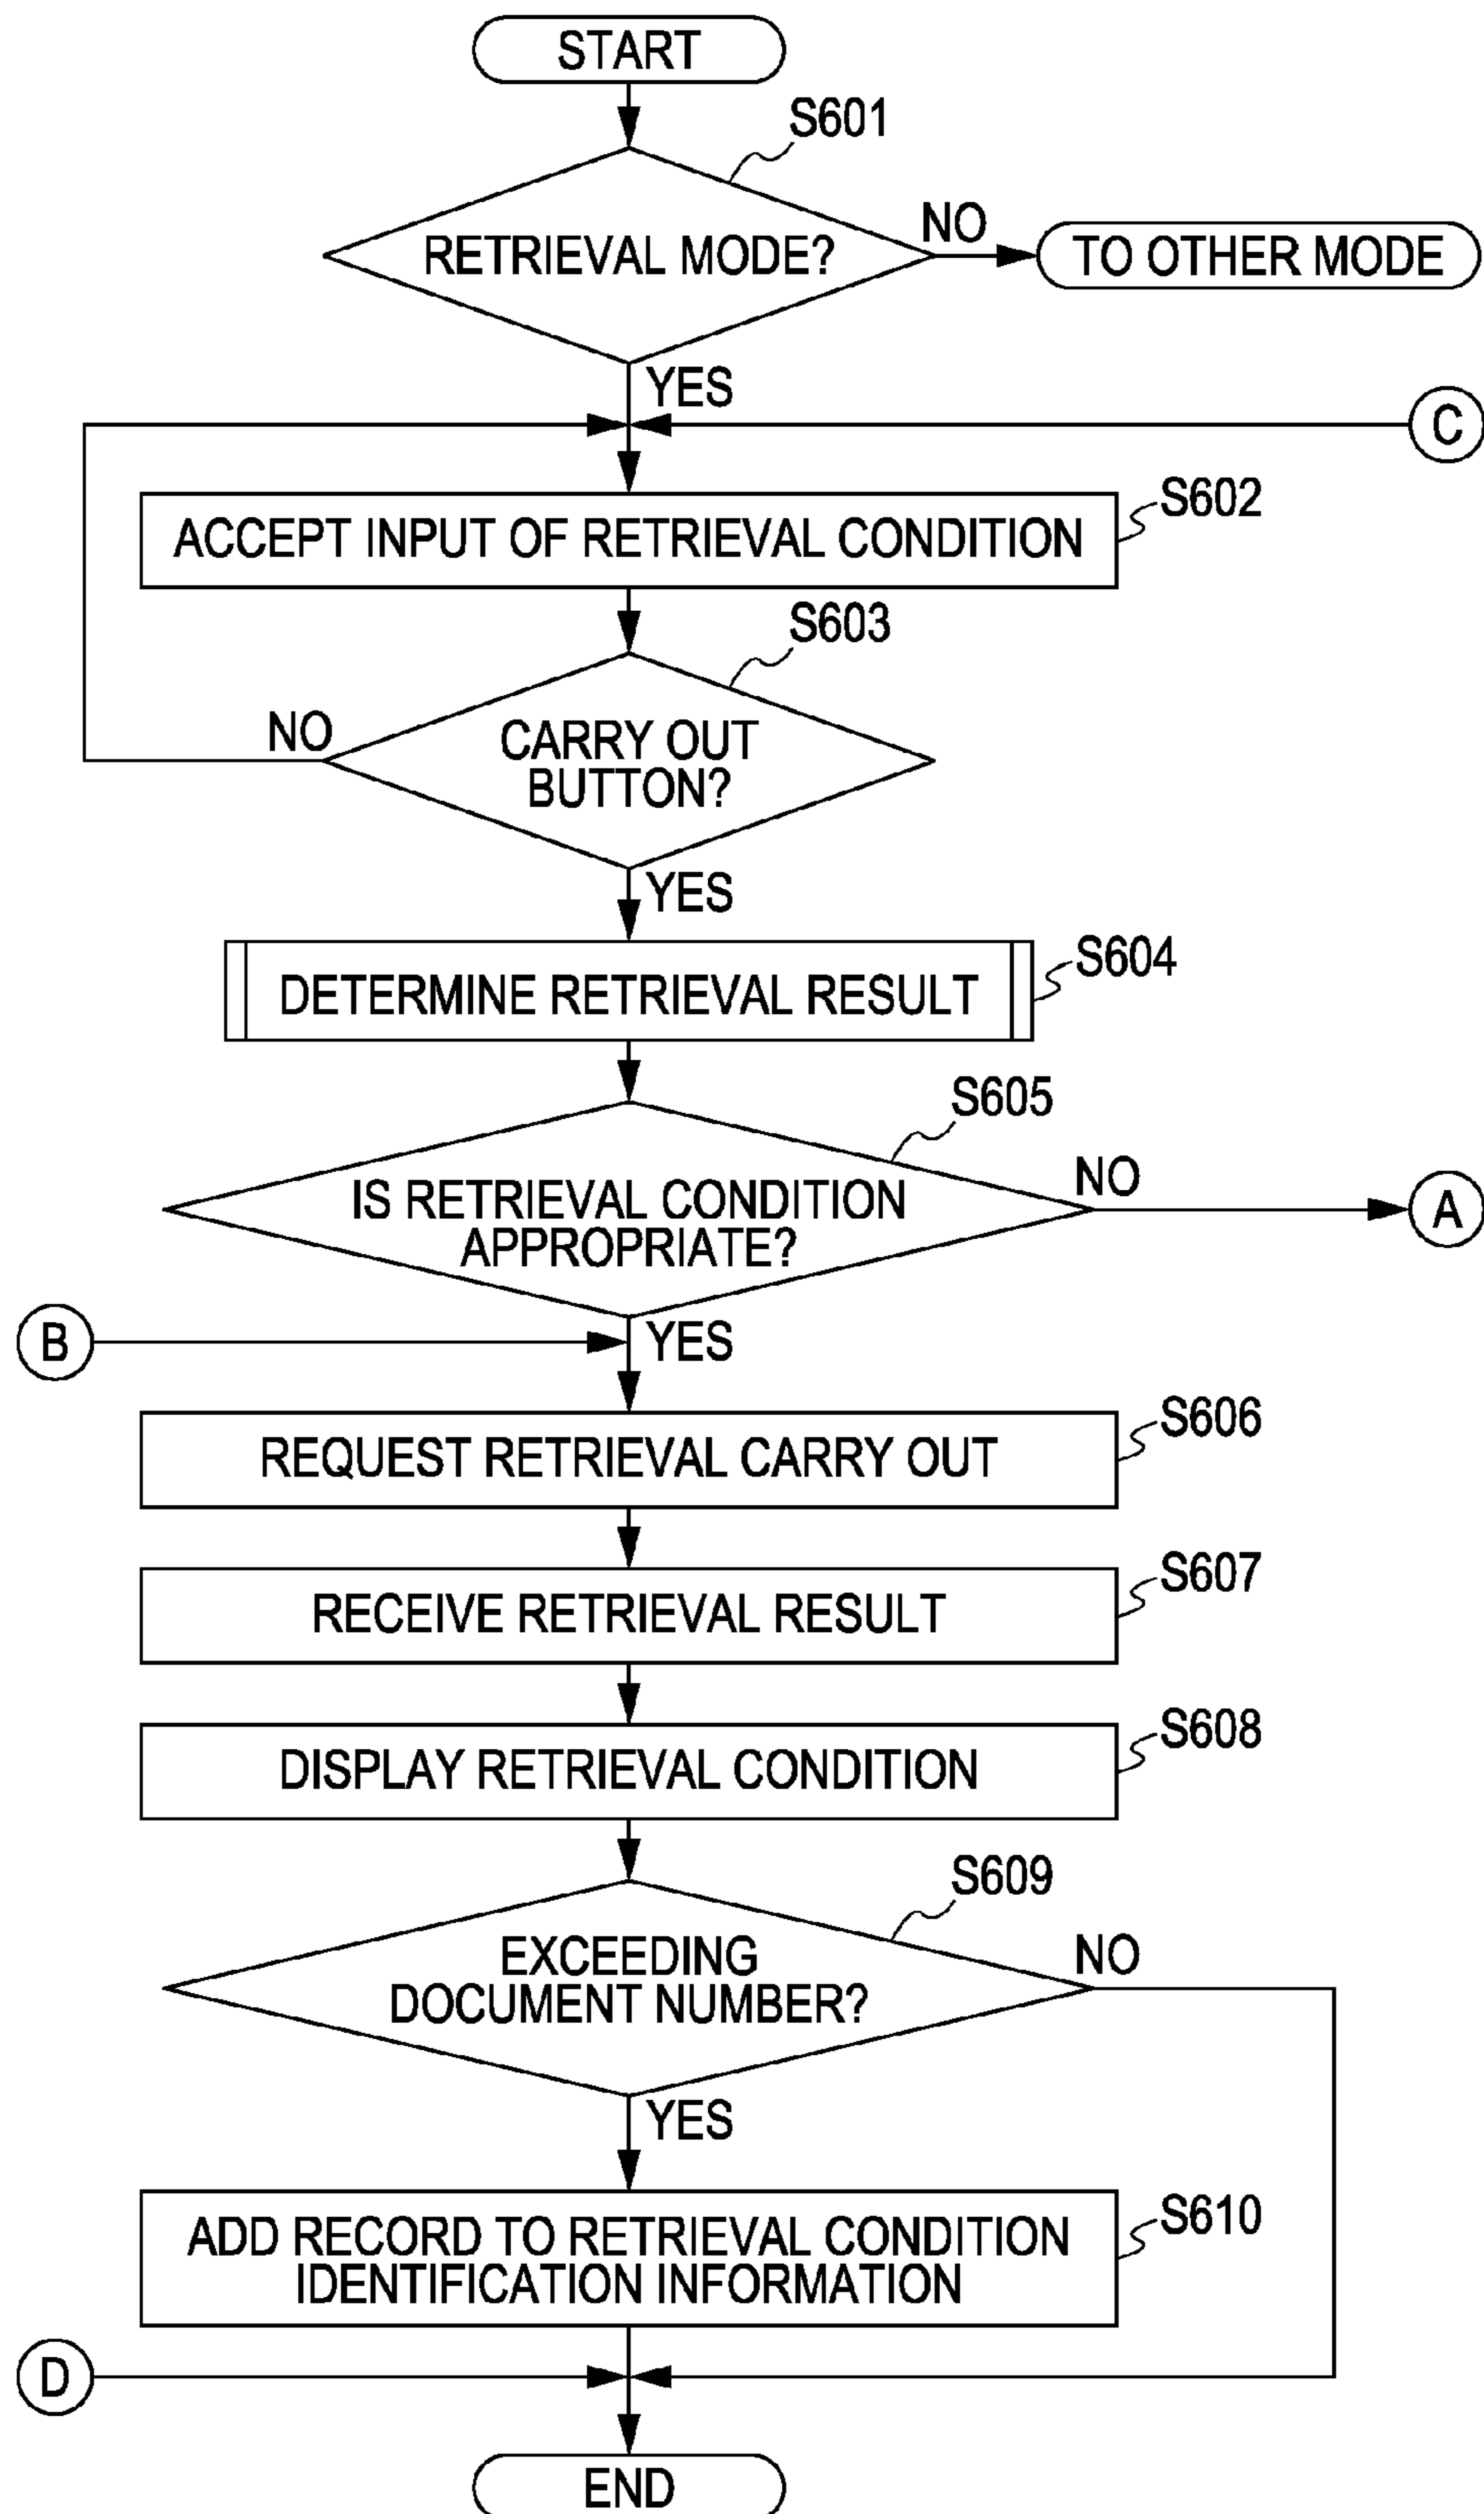 START
S601
RETRIEVAL MODE?
NO
TO OTHER MODE
YES
C
S602
ACCEPT INPUT OF RETRIEVAL CONDITION
S603
NO
CARRY OUT
BUTTON?
YES
S604
DETERMINE RETRIEVAL RESULT
S605
IS RETRIEVAL CONDITION
APPROPRIATE?
NO
A
B
YES
S606
REQUEST RETRIEVAL CARRY OUT
S607
RECEIVE RETRIEVAL RESULT
S608
DISPLAY RETRIEVAL CONDITION
S609
EXCEEDING
DOCUMENT NUMBER?
NO
YES
S610
ADD RECORD TO RETRIEVAL CONDITION
IDENTIFICATION INFORMATION
D
END